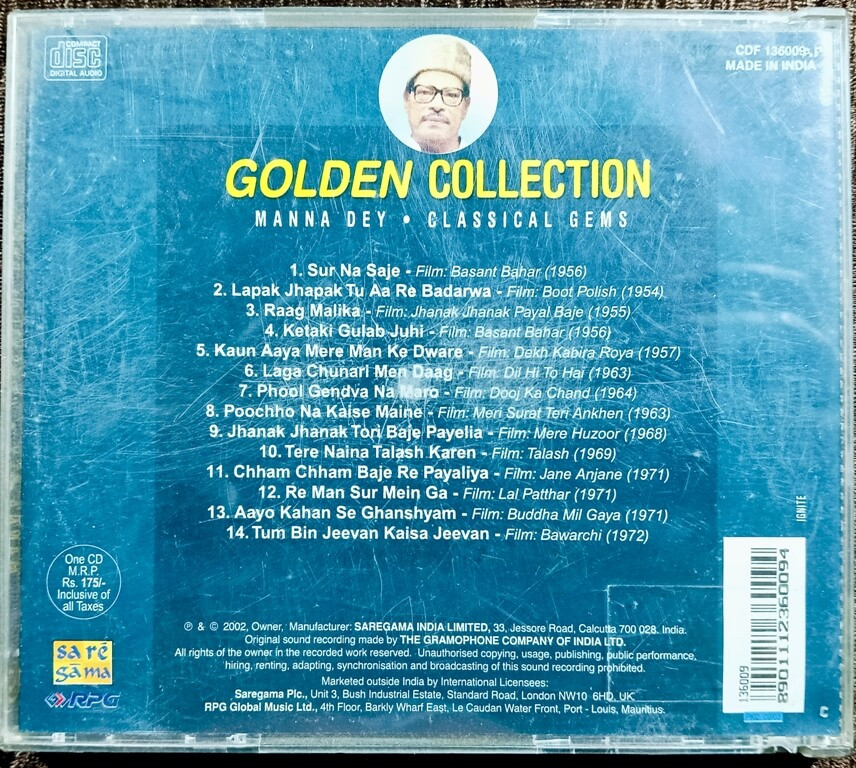 COMPACT
disc
DIGITAL AUDIO
CDF 136009
MADE IN INDIA
GOLDEN COLLECTION
MANNA DEY • CLASSICAL GEMS
1. Sur Na Saje - Film: Basant Bahar (1956)
2. Lapak Jhapak Tu Aa Re Badarwa - Film: Boot Polish (1954)
3. Raag Malika - Film: Jhanak Jhanak Payal Baje (1955)
4. Ketaki Gulab Juhi - Film: Basant Bahar (1956)
5. Kaun Aaya Mere Man Ke Dware - Film: Dekh Kabira Roya (1957)
6. Laga Chunari Men Daag - Film: Dil Hi To Hai (1963)
7. Phool Gendva Na Maro - Film: Dooj Ka Chand (1964)
8. Poochho Na Kaise Maine - Film: Meri Surat Teri Ankhen (1963)
9. Jhanak Jhanak Tori Baje Payelia - Film: Mere Huzoor (1968)
10. Tere Naina Talash Karen - Film: Talash (1969)
11. Chham Chham Baje Re Payaliya - Film: Jane Anjane (1971)
12. Re Man Sur Mein Ga - Film: Lal Patthar (1971)
13. Aayo Kahan Se Ghanshyam - Film: Buddha Mil Gaya (1971)
14. Tum Bin Jeevan Kaisa Jeevan - Film: Bawarchi (1972)
IGNITE
One CD
M.R.P.
Rs. 175/-
Inclusive of
all Taxes
℗ & © 2002, Owner, Manufacturer: SAREGAMA INDIA LIMITED, 33, Jessore Road, Calcutta 700 028. India.
Original sound recording made by THE GRAMOPHONE COMPANY OF INDIA LTD.
All rights of the owner in the recorded work reserved. Unauthorised copying, usage, publishing, public performance,
hiring, renting, adapting, synchronisation and broadcasting of this sound recording prohibited.
Marketed outside India by International Licensees:
Saregama Plc., Unit 3, Bush Industrial Estate, Standard Road, London NW10 6HD. UK
RPG Global Music Ltd., 4th Floor, Barkly Wharf East, Le Caudan Water Front, Port - Louis, Mauritius.
sa rē
gāma
RPG
136009
8901112360094